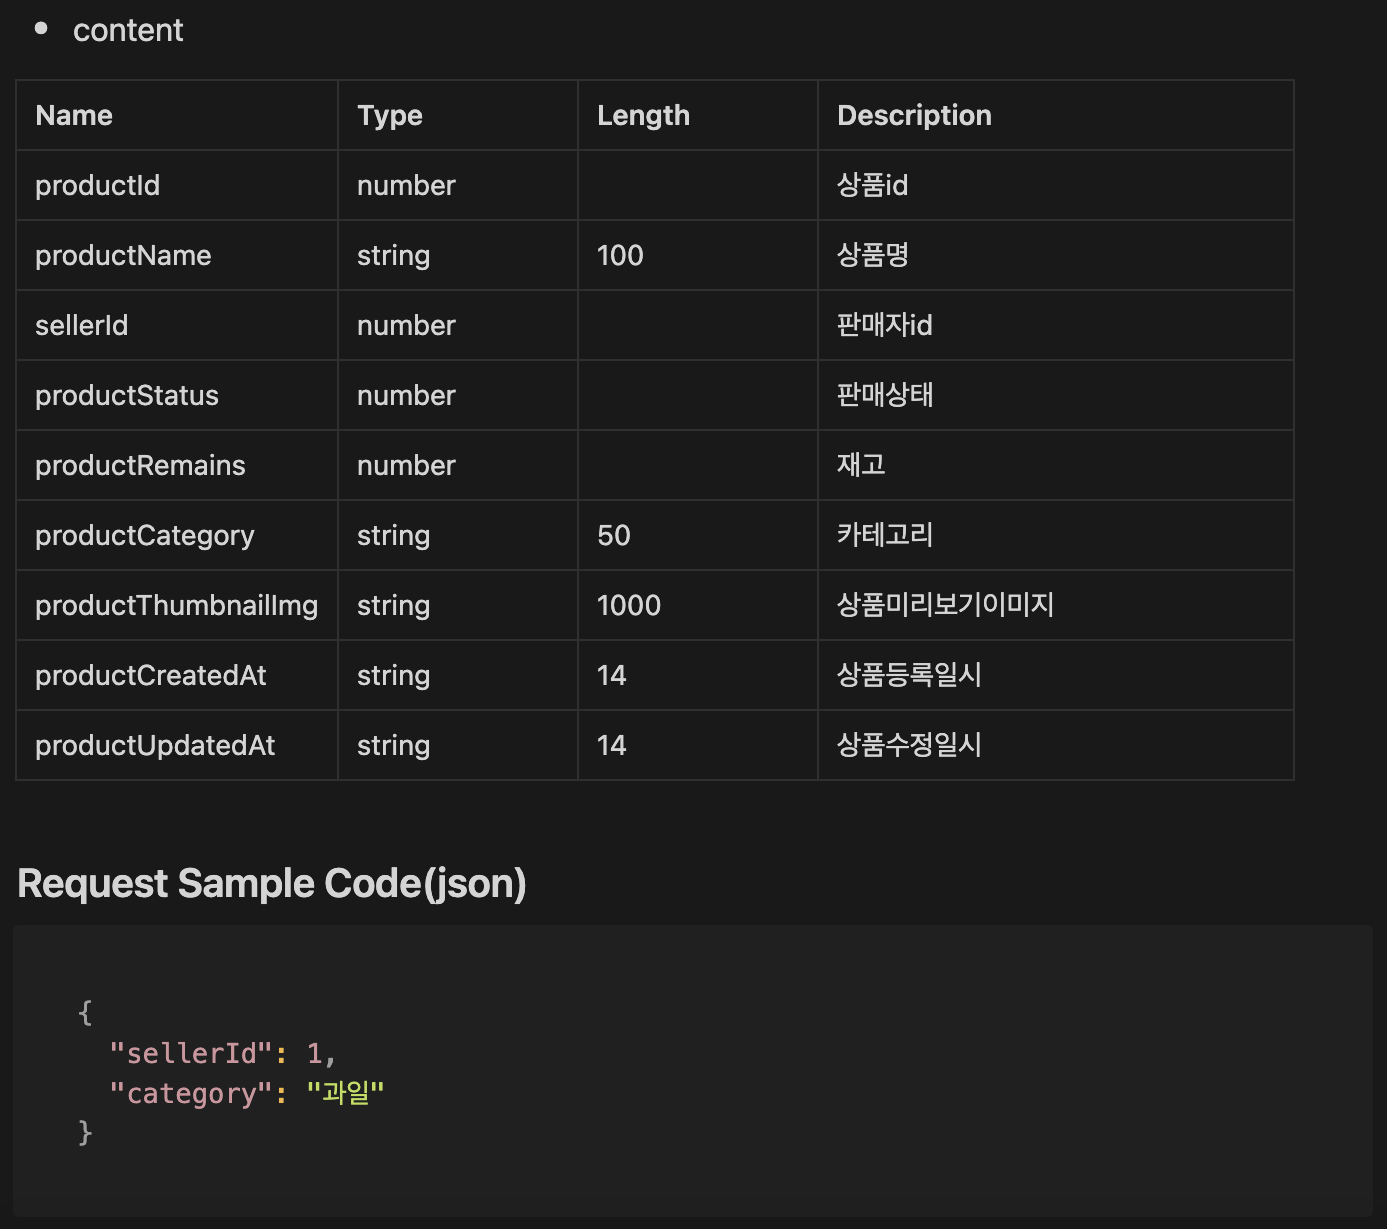 • content
Name Type Length Description
productId number 상품id
productName string 100 상품명
sellerId number 판매자id
productStatus number 판매상태
productRemains number 재고
productCategory string 50 카테고리
productThumbnailImg string 1000 상품미리보기이미지
productCreatedAt string 14 상품등록일시
productUpdatedAt string 14 상품수정일시
Request Sample Code(json)
{
"sellerId": 1,
"category": "과일"
}